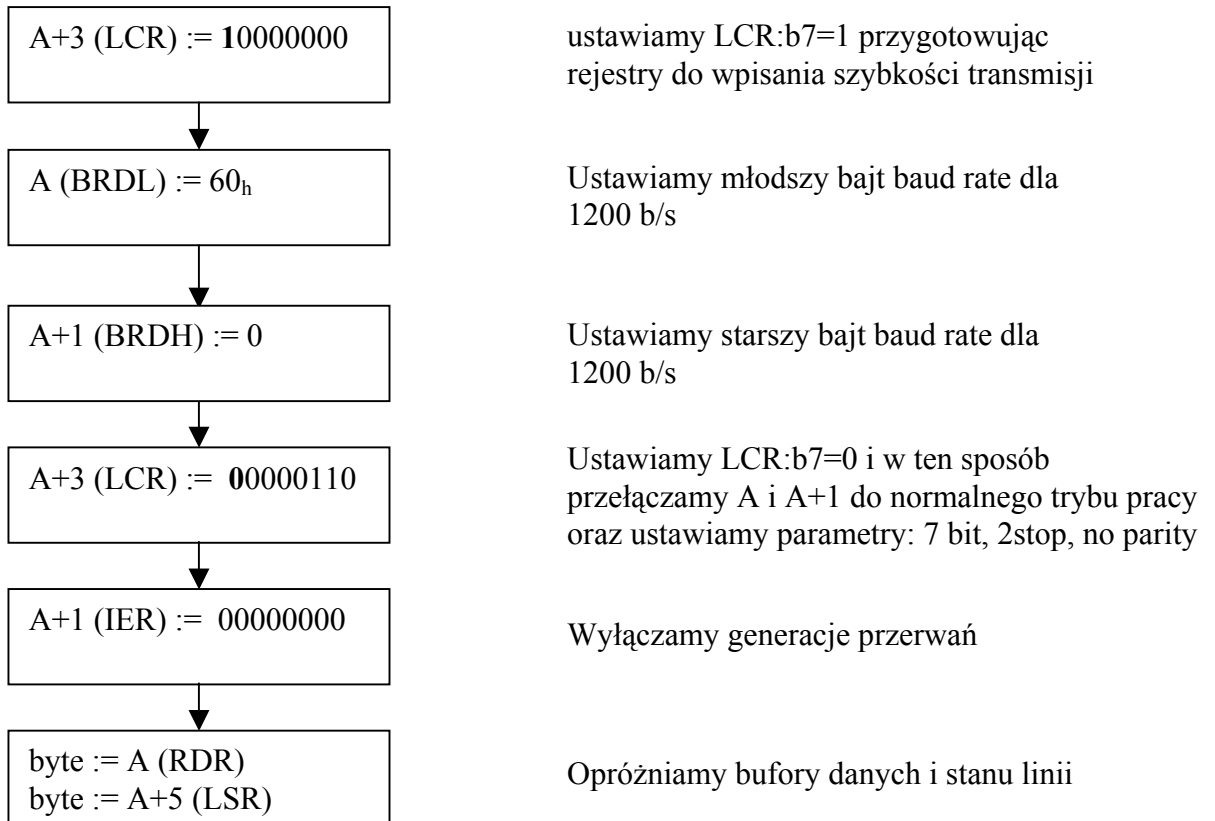 A+3 (LCR) := 10000000
ustawiamy LCR:b7=1 przygotowując
rejestry do wpisania szybkości transmisji
A (BRDL) := 60h
Ustawiamy młodszy bajt baud rate dla
1200 b/s
A+1 (BRDH) := 0
Ustawiamy starszy bajt baud rate dla
1200 b/s
A+3 (LCR) := 00000110
Ustawiamy LCR:b7=0 i w ten sposób
przełączamy A i A+1 do normalnego trybu pracy
oraz ustawiamy parametry: 7 bit, 2stop, no parity
A+1 (IER) := 00000000
Wyłączamy generacje przerwań
byte := A (RDR)
byte := A+5 (LSR)
Opróżniamy bufory danych i stanu linii